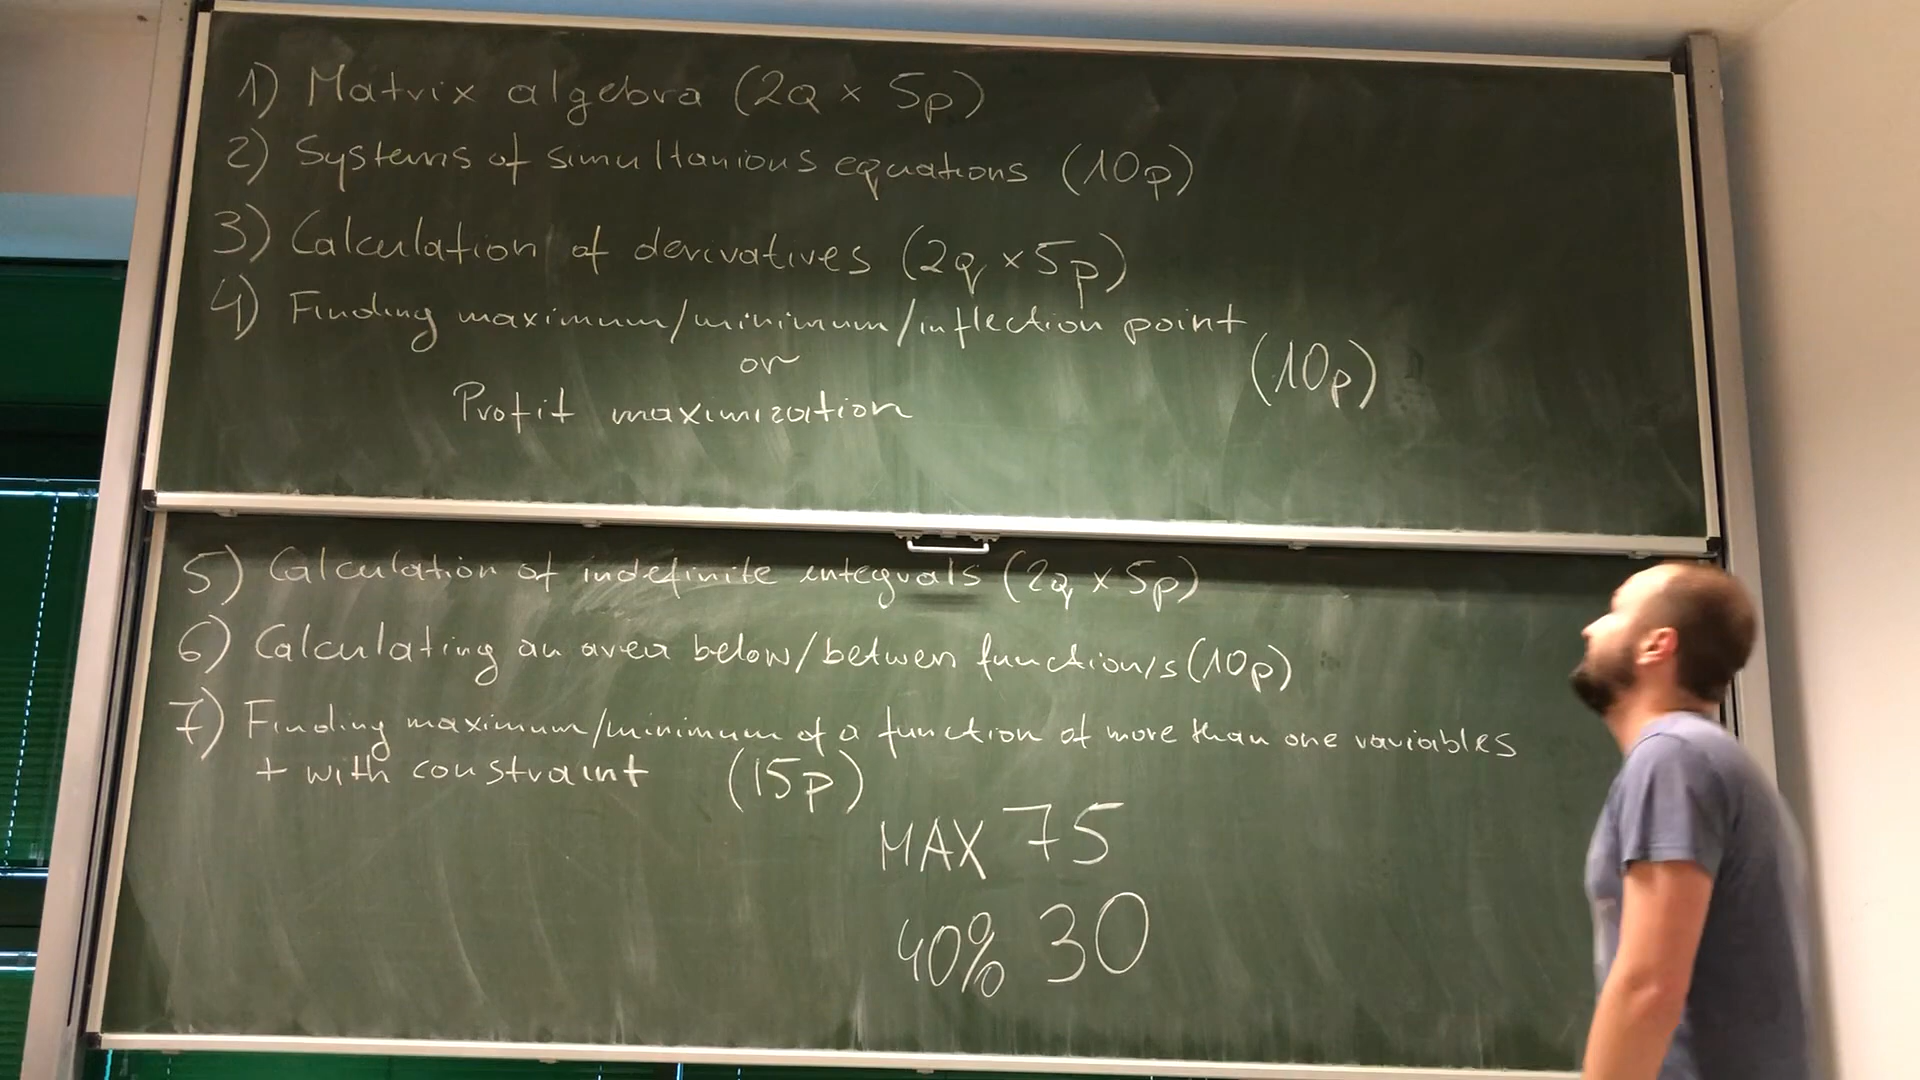 1) Matrix algebra (2Q × 5p)
2) Systems of simultanious equations (10p)
3) Calculation of derivatives (2q × 5p)
4) Finding maximum/minimum/inflection point
or
(10p)
Profit maximization
5) Calculation of indefinite integrals (2q × 5p)
6) Calculating an area below/betwen function/s (10p)
7) Finding maximum/minimum of a function of more than one variables
+ with constraint (15p)
MAX 75
40% 30